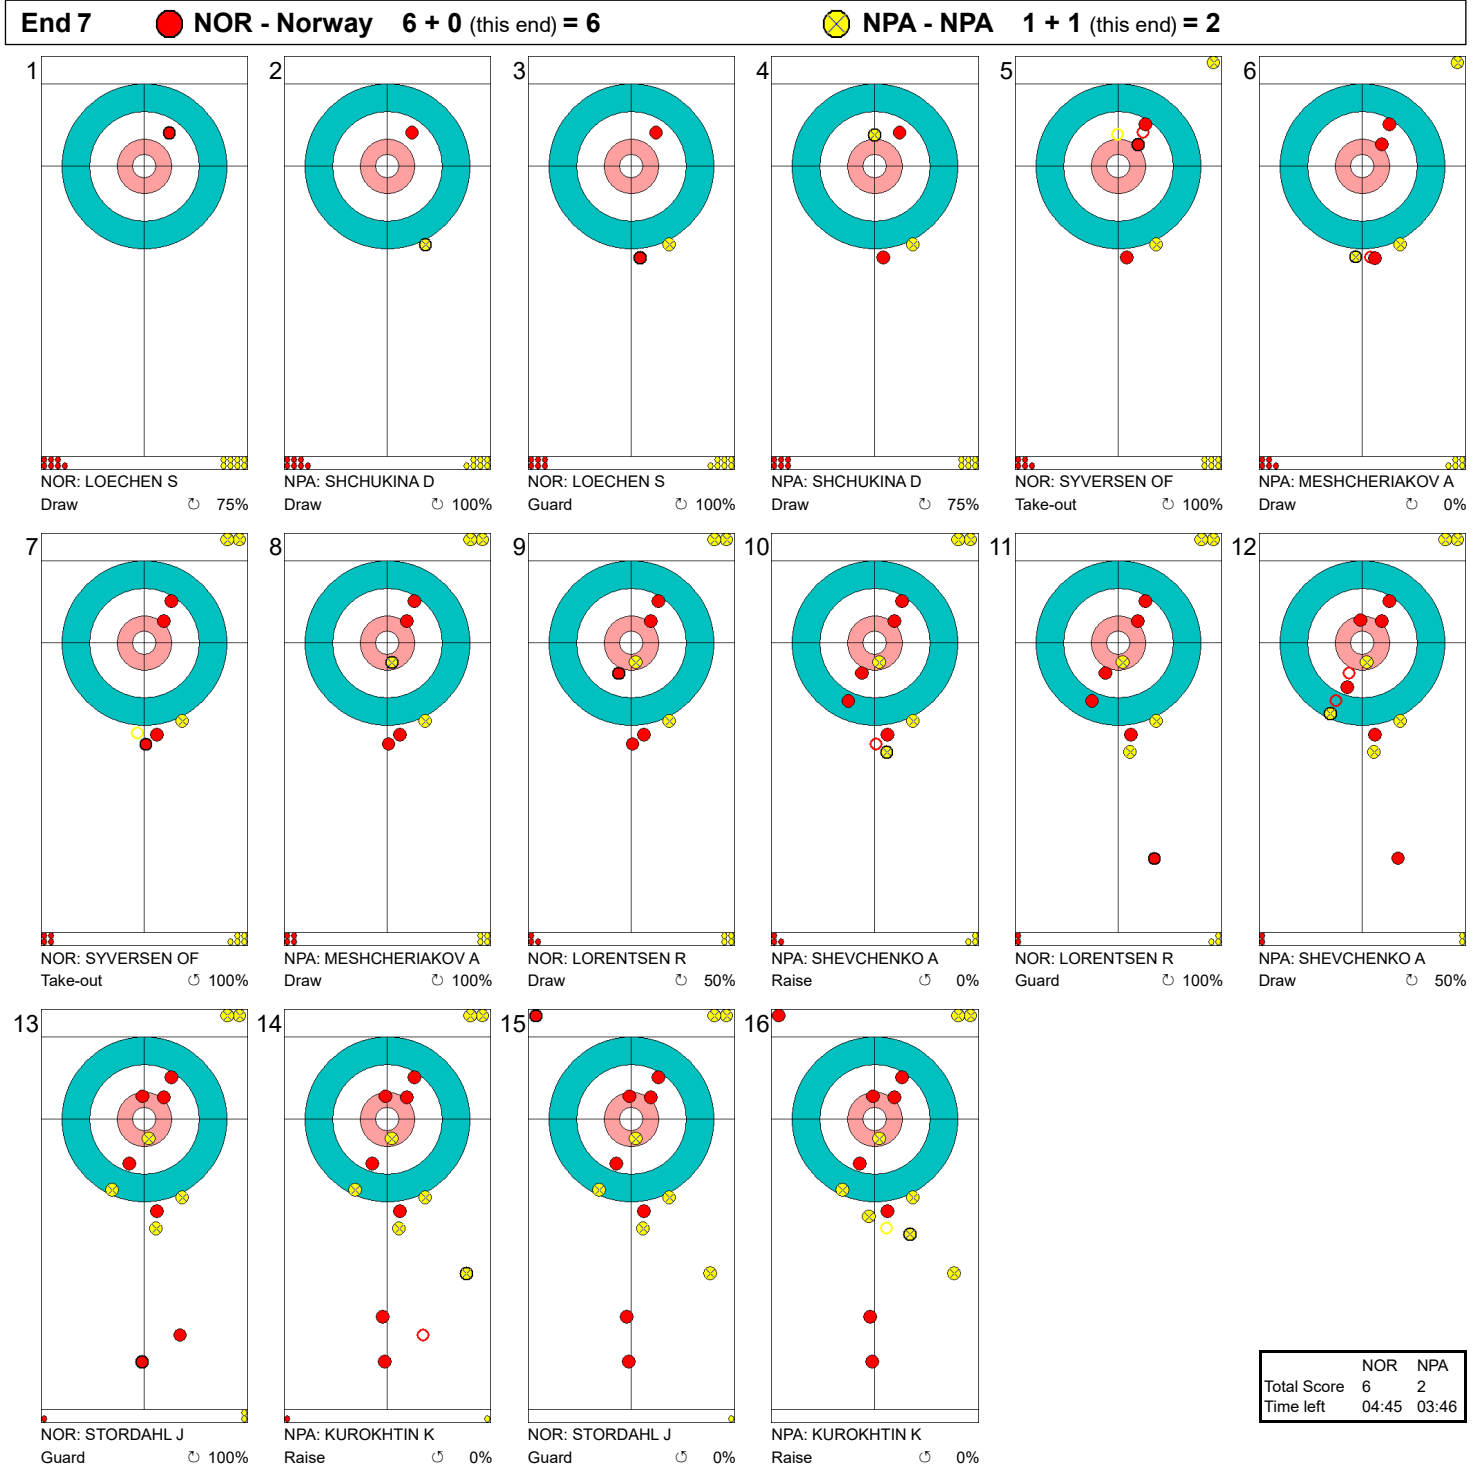 End 7 NOR - Norway 6 + 0 (this end) = 6 NPA - NPA 1 + 1 (this end) = 2
1 2 3 4 5 6
NOR: LOECHEN S NPA: SHCHUKINA D NOR: LOECHEN S NPA: SHCHUKINA D NOR: SYVERSEN OF NPA: MESHCHERIAKOV A
Draw ↻ 75% Draw ↻ 100% Guard ↻ 100% Draw ↻ 75% Take-out ↻ 100% Draw ↻ 0%
7 8 9 10 11 12
NOR: SYVERSEN OF NPA: MESHCHERIAKOV A NOR: LORENTSEN R NPA: SHEVCHENKO A NOR: LORENTSEN R NPA: SHEVCHENKO A
Take-out ↺ 100% Draw ↻ 100% Draw ↻ 50% Raise ↺ 0% Guard ↺ 100% Draw ↻ 50%
13 14 15 16
NOR: STORDAHL J NPA: KUROKHTIN K NOR: STORDAHL J NPA: KUROKHTIN K
Guard ↻ 100% Raise ↺ 0% Guard ↺ 0% Raise ↺ 0%
NOR NPA
Total Score 6 2
Time left 04:45 03:46